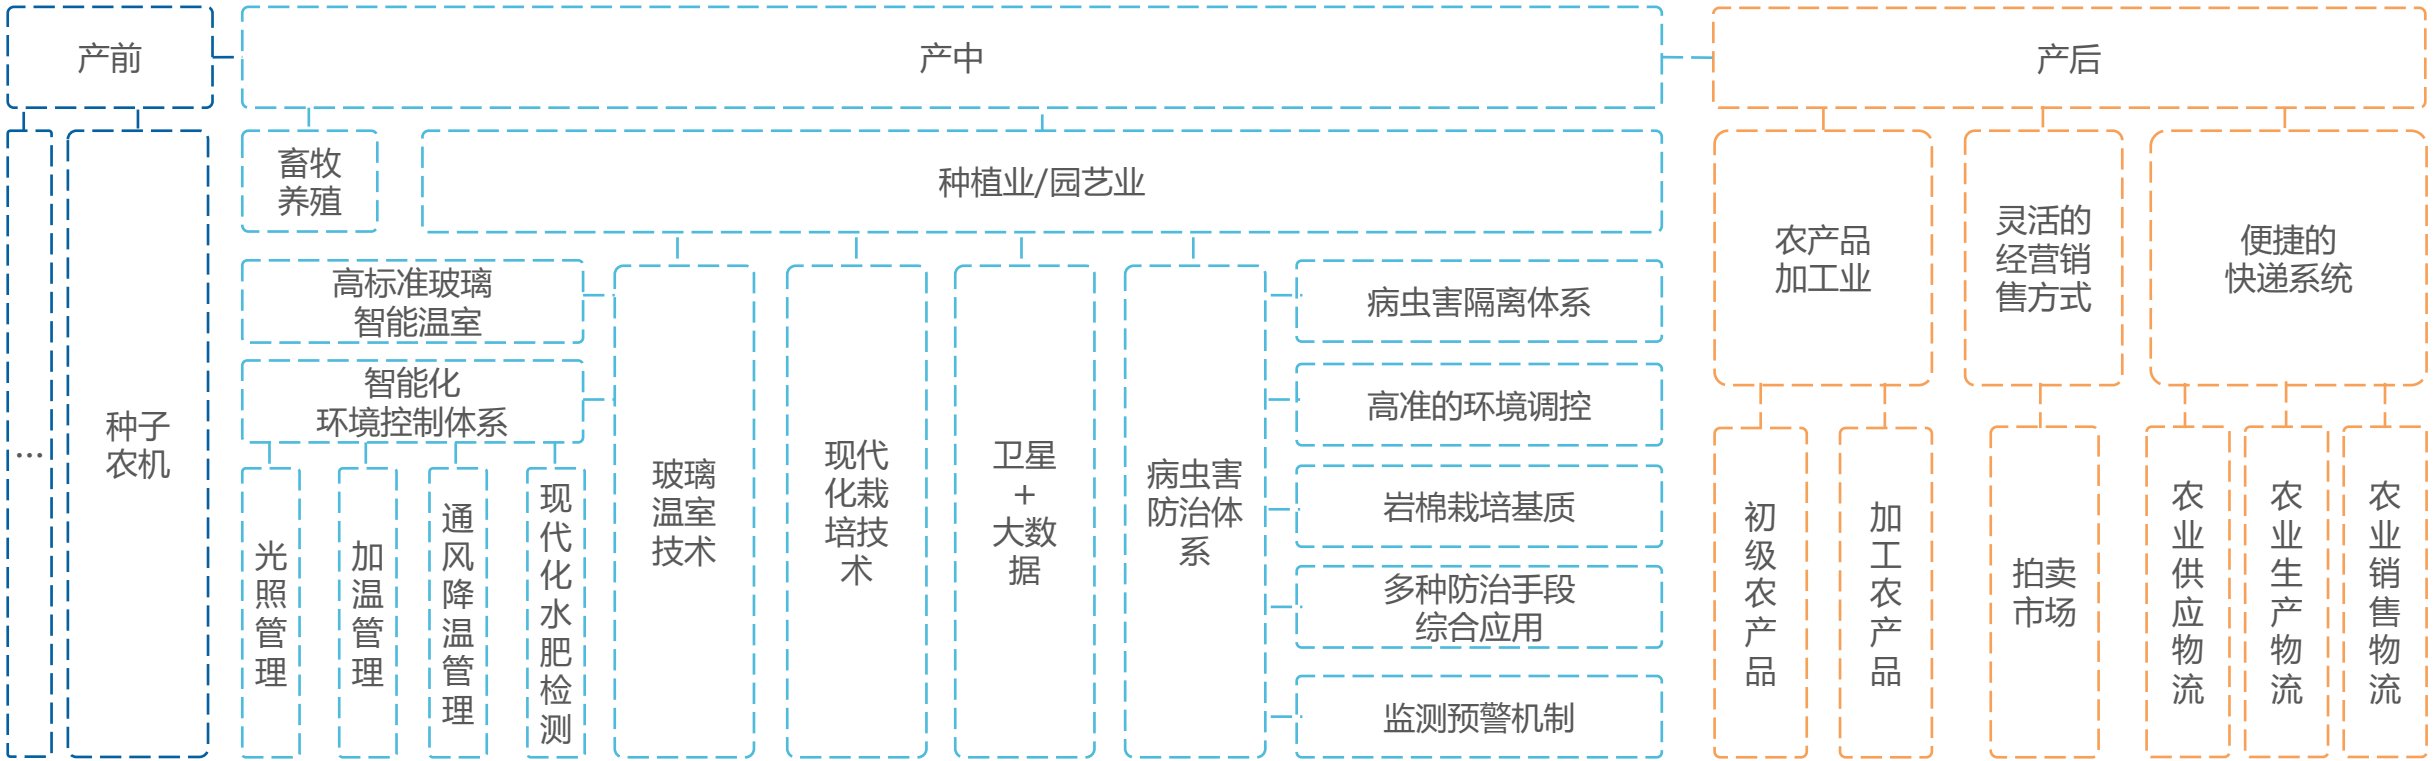 产前
产中
产后
...
种子
农机
畜牧
养殖
种植业/园艺业
高标准玻璃
智能温室
智能化
环境控制体系
光照管理
加温管理
通风降温管理
现代化水肥检测
玻璃
温室
技术
现代
化栽
培技
术
卫星
+
大数
据
病虫害
防治体
系
病虫害隔离体系
高准的环境调控
岩棉栽培基质
多种防治手段
综合应用
监测预警机制
农产品
加工业
初级农产品
加工农产品
灵活的
经营销
售方式
拍卖
市场
便捷的
快递系统
农业供应物流
农业生产物流
农业销售物流